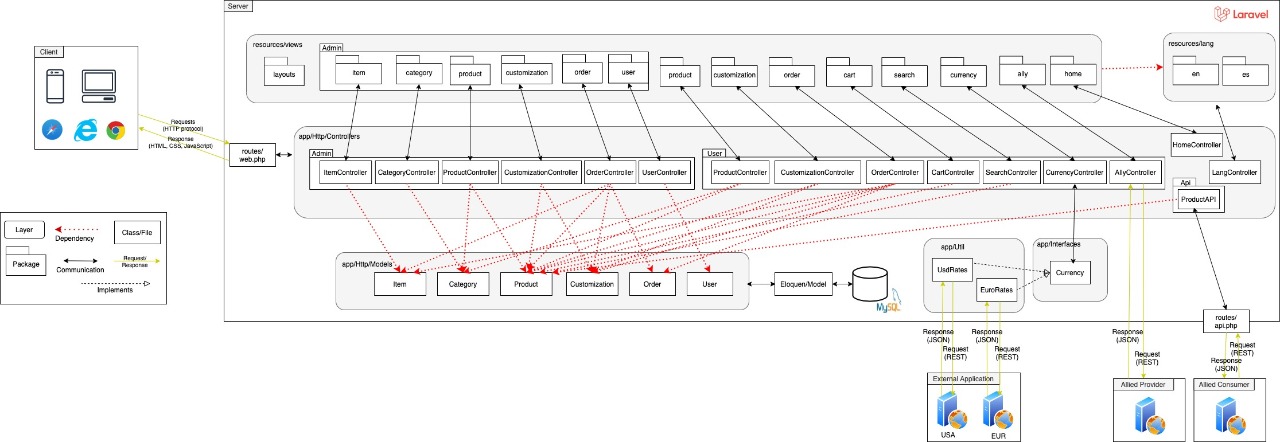 Server
Laravel
resources/views
Admin
layouts
item
category
product
customization
order
user
product
customization
order
cart
search
currency
ally
home
resources/lang
en
es
Client
Requests
(HTTP protocol)
Response
(HTML, CSS, JavaScript)
routes/
web.php
app/Http/Controllers
Admin
ItemController
CategoryController
ProductController
CustomizationController
OrderController
UserController
User
ProductController
CustomizationController
OrderController
CartController
SearchController
CurrencyController
AllyController
HomeController
LangController
Api
ProductAPI
Layer
Dependency
Class/File
Package
Communication
Request/
Response
Implements
app/Http/Models
Item
Category
Product
Customization
Order
User
Eloquen/Model
MySQL
app/Util
UsdRates
EuroRates
app/Interfaces
Currency
routes/
api.php
Response
(JSON)
Request
(REST)
Response
(JSON)
Request
(REST)
Response
(JSON)
Request
(REST)
Request
(REST)
Response
(JSON)
External Application
USA
EUR
Allied Provider
Allied Consumer